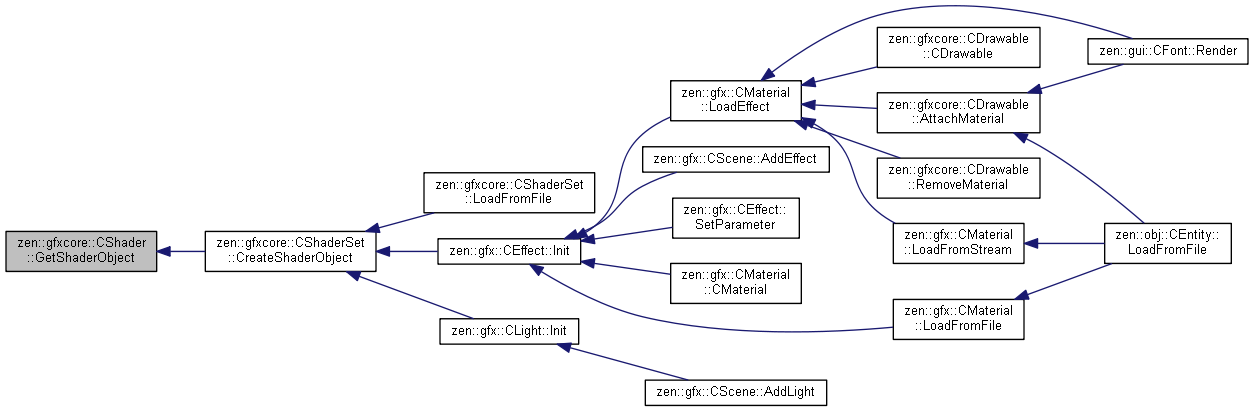 zen::gfxcore::CShader
::GetShaderObject
zen::gfxcore::CShaderSet
::CreateShaderObject
zen::gfxcore::CShaderSet
::LoadFromFile
zen::gfx::CEffect::Init
zen::gfx::CLight::Init
zen::gfx::CMaterial
::LoadEffect
zen::gfx::CScene::AddEffect
zen::gfx::CEffect::
SetParameter
zen::gfx::CMaterial
::CMaterial
zen::gfx::CScene::AddLight
zen::gfxcore::CDrawable
::CDrawable
zen::gfxcore::CDrawable
::AttachMaterial
zen::gfxcore::CDrawable
::RemoveMaterial
zen::gfx::CMaterial
::LoadFromStream
zen::gfx::CMaterial
::LoadFromFile
zen::gui::CFont::Render
zen::obj::CEntity::
LoadFromFile